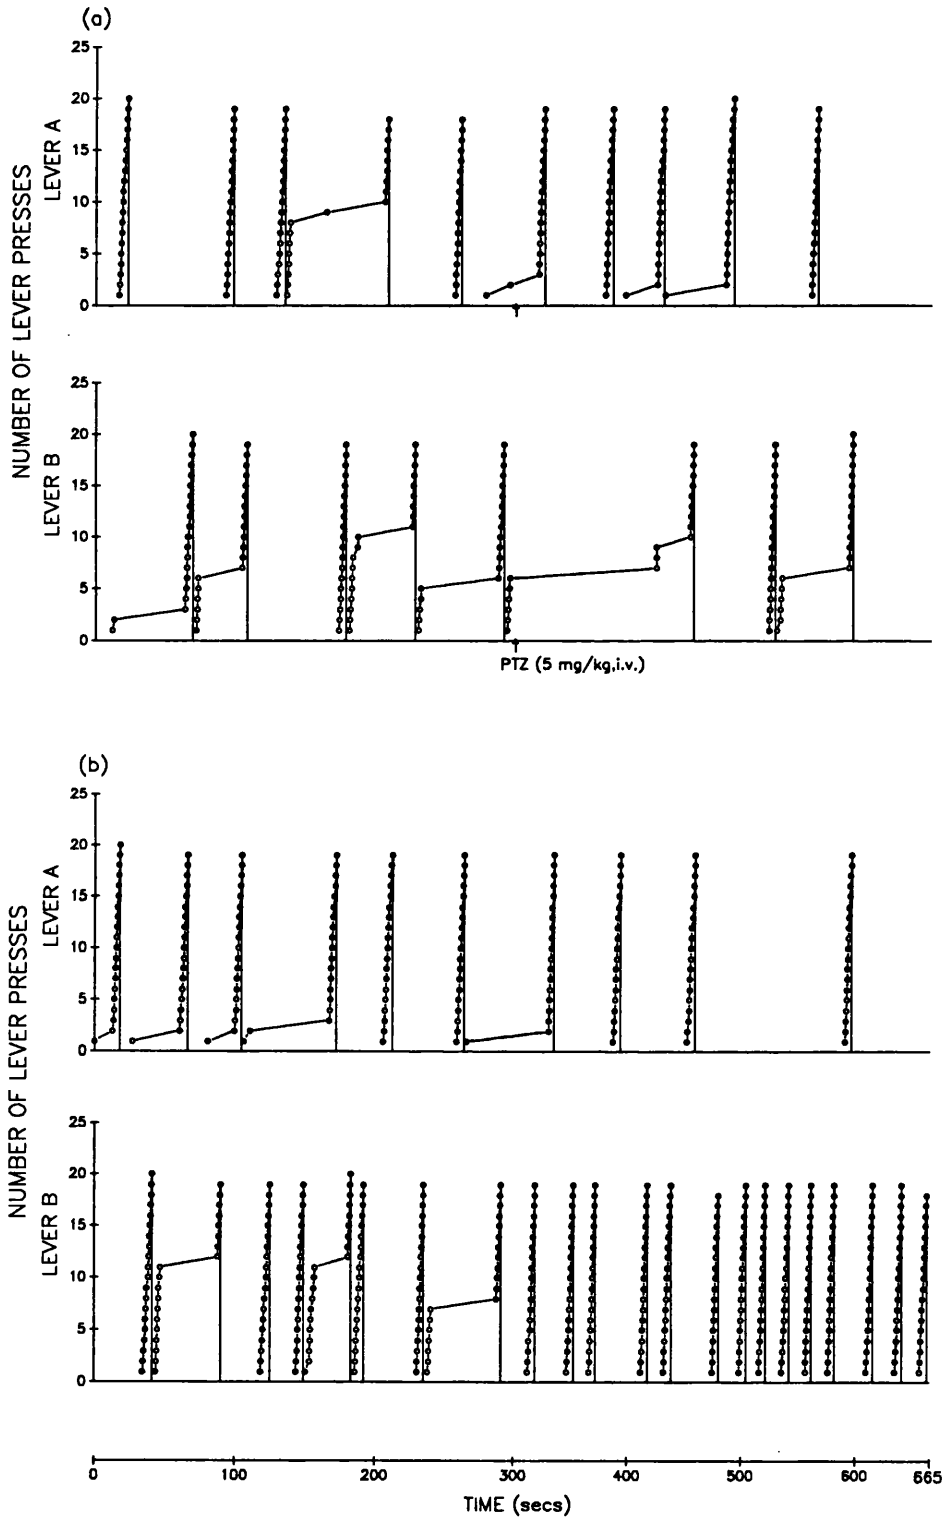 (a)
25
20
15
10
5
0
LEVER A
NUMBER OF LEVER PRESSES
25
20
15
10
5
0
LEVER B
PTZ (5 mg/kg,i.v.)
(b)
25
20
15
10
5
0
LEVER A
NUMBER OF LEVER PRESSES
25
20
15
10
5
0
LEVER B
0 100 200 300 400 500 600 665
TIME (secs)